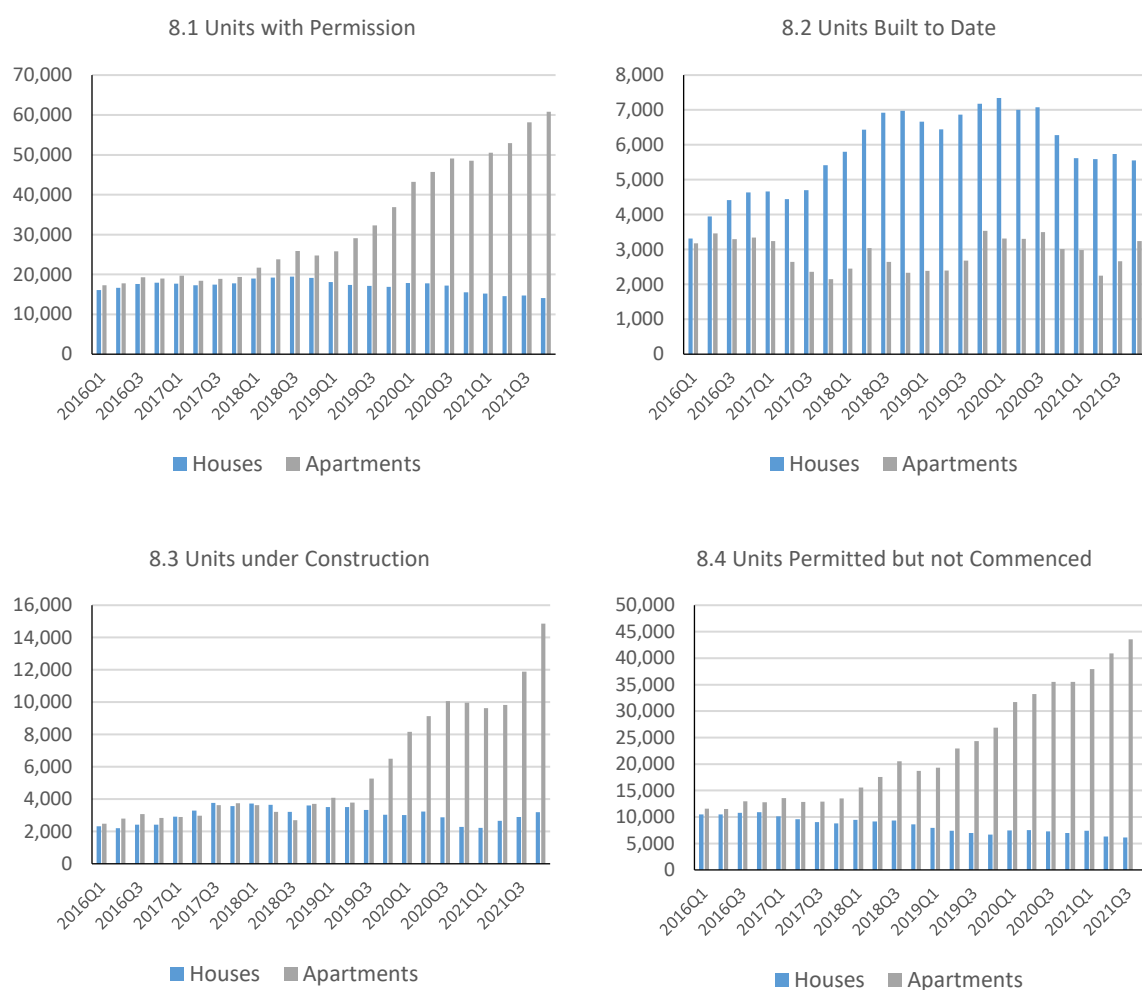 8.1 Units with Permission
70,000
60,000
50,000
40,000
30,000
20,000
10,000
0
2016Q1
2016Q3
2017Q1
2017Q3
2018Q1
2018Q3
2019Q1
2019Q3
2020Q1
2020Q3
2021Q1
2021Q3
Houses Apartments
8.2 Units Built to Date
8,000
7,000
6,000
5,000
4,000
3,000
2,000
1,000
0
2016Q1
2016Q3
2017Q1
2017Q3
2018Q1
2018Q3
2019Q1
2019Q3
2020Q1
2020Q3
2021Q1
2021Q3
Houses Apartments
8.3 Units under Construction
16,000
14,000
12,000
10,000
8,000
6,000
4,000
2,000
0
2016Q1
2016Q3
2017Q1
2017Q3
2018Q1
2018Q3
2019Q1
2019Q3
2020Q1
2020Q3
2021Q1
2021Q3
Houses Apartments
8.4 Units Permitted but not Commenced
50,000
45,000
40,000
35,000
30,000
25,000
20,000
15,000
10,000
5,000
0
2016Q1
2016Q3
2017Q1
2017Q3
2018Q1
2018Q3
2019Q1
2019Q3
2020Q1
2020Q3
2021Q1
2021Q3
Houses Apartments